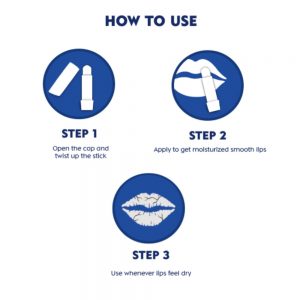 HOW TO USE
STEP 1
Open the cap and
twist up the stick
STEP 2
Apply to get moisturized smooth lips
STEP 3
Use whenever lips feel dry